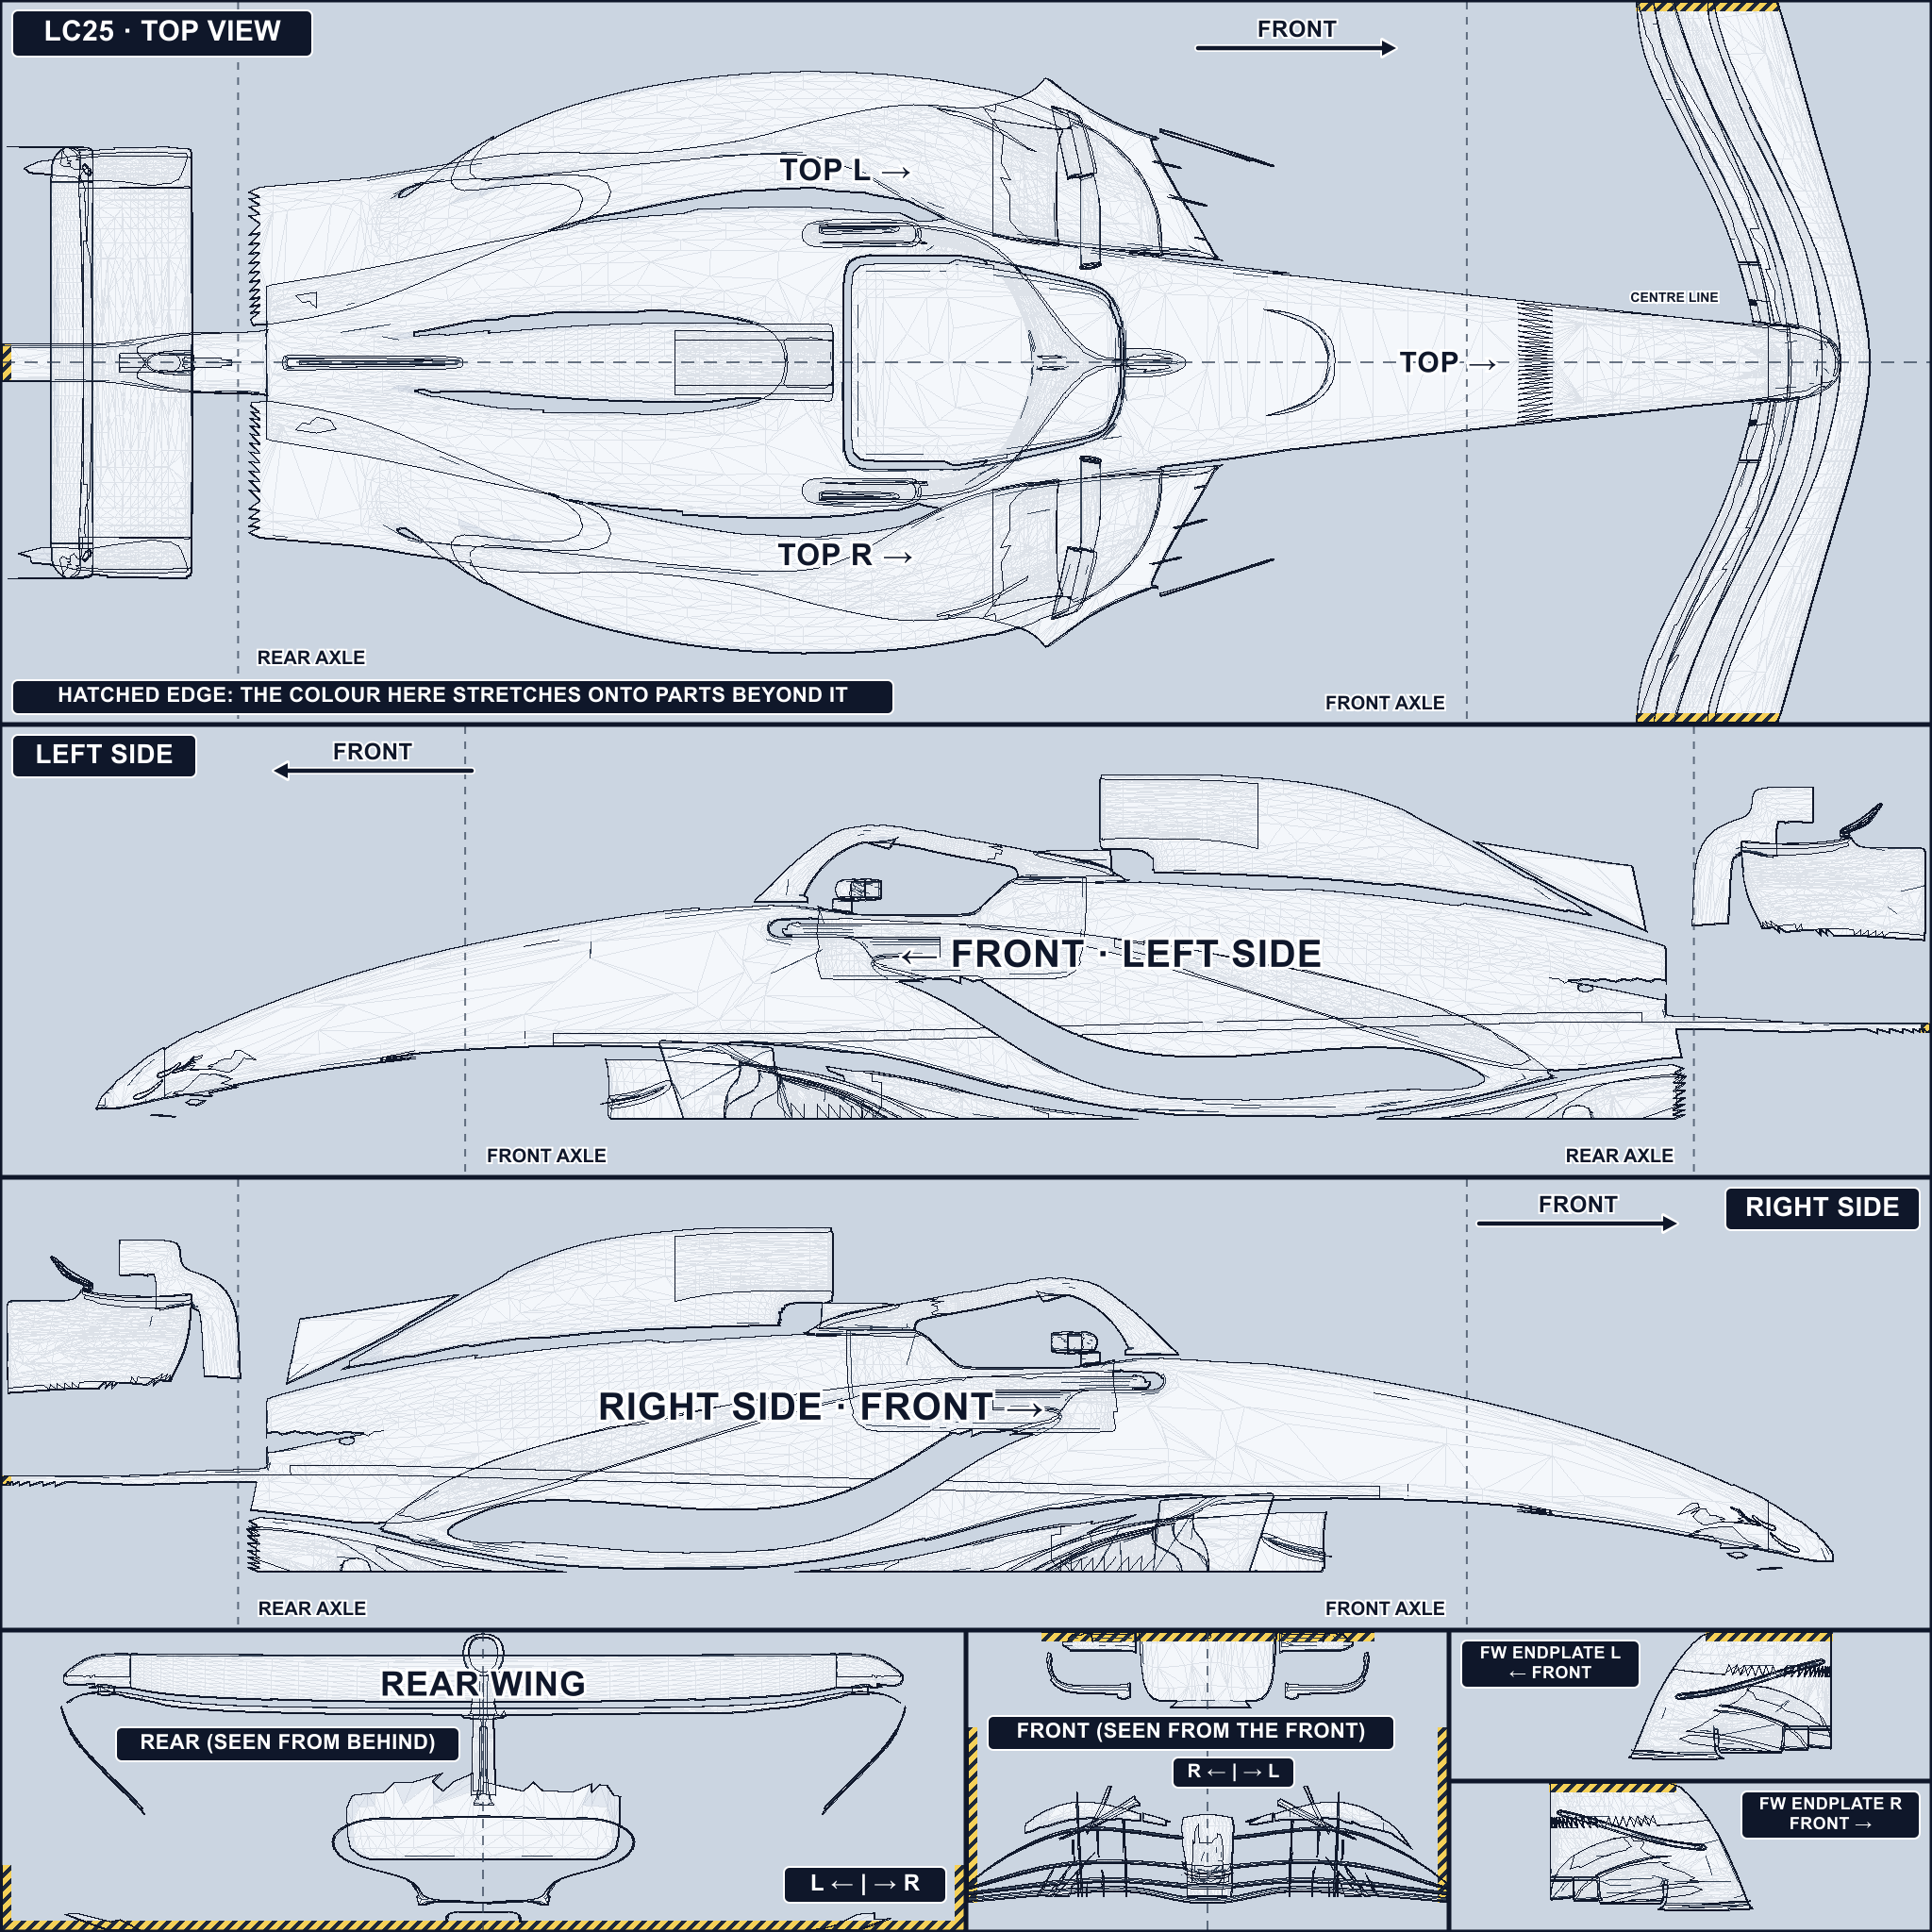 LC25 · TOP VIEW
FRONT
TOP L →
CENTRE LINE
TOP →
TOP R →
REAR AXLE
HATCHED EDGE: THE COLOUR HERE STRETCHES ONTO PARTS BEYOND IT
FRONT AXLE
LEFT SIDE
FRONT
← FRONT · LEFT SIDE
FRONT AXLE
REAR AXLE
FRONT
RIGHT SIDE
RIGHT SIDE · FRONT →
REAR AXLE
FRONT AXLE
REAR WING
REAR (SEEN FROM BEHIND)
L ← | → R
FRONT (SEEN FROM THE FRONT)
R ← | → L
FW ENDPLATE L
← FRONT
FW ENDPLATE R
FRONT →